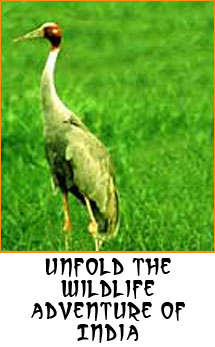 UNFOLD THE
WILDLIFE
ADVENTURE OF
INDIA